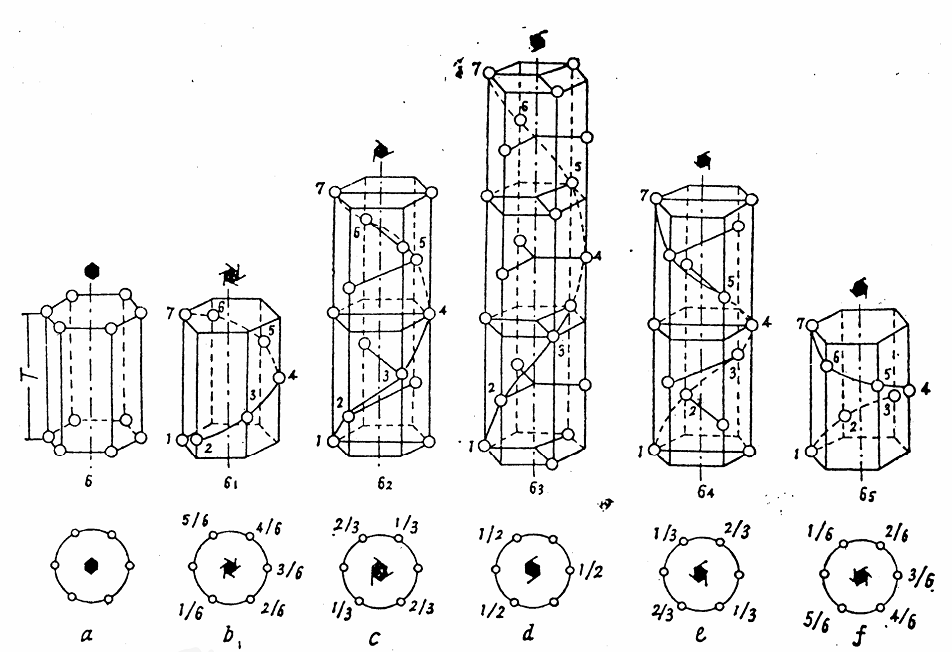 7 6 5 4 3 2 1
7 6 5 4 3 2 1
7 6 5 4 3 2 1
7 6 5 4 3 2 1
7 6 5 4 3 2 1
T
6 6₁ 6₂ 6₃ 6₄ 6₅
5/6 4/6 3/6 2/6 1/6
2/3 1/3 2/3 1/3
1/2 1/2 1/2
1/3 2/3 1/3 2/3
1/6 2/6 3/6 4/6 5/6
a b c d e f